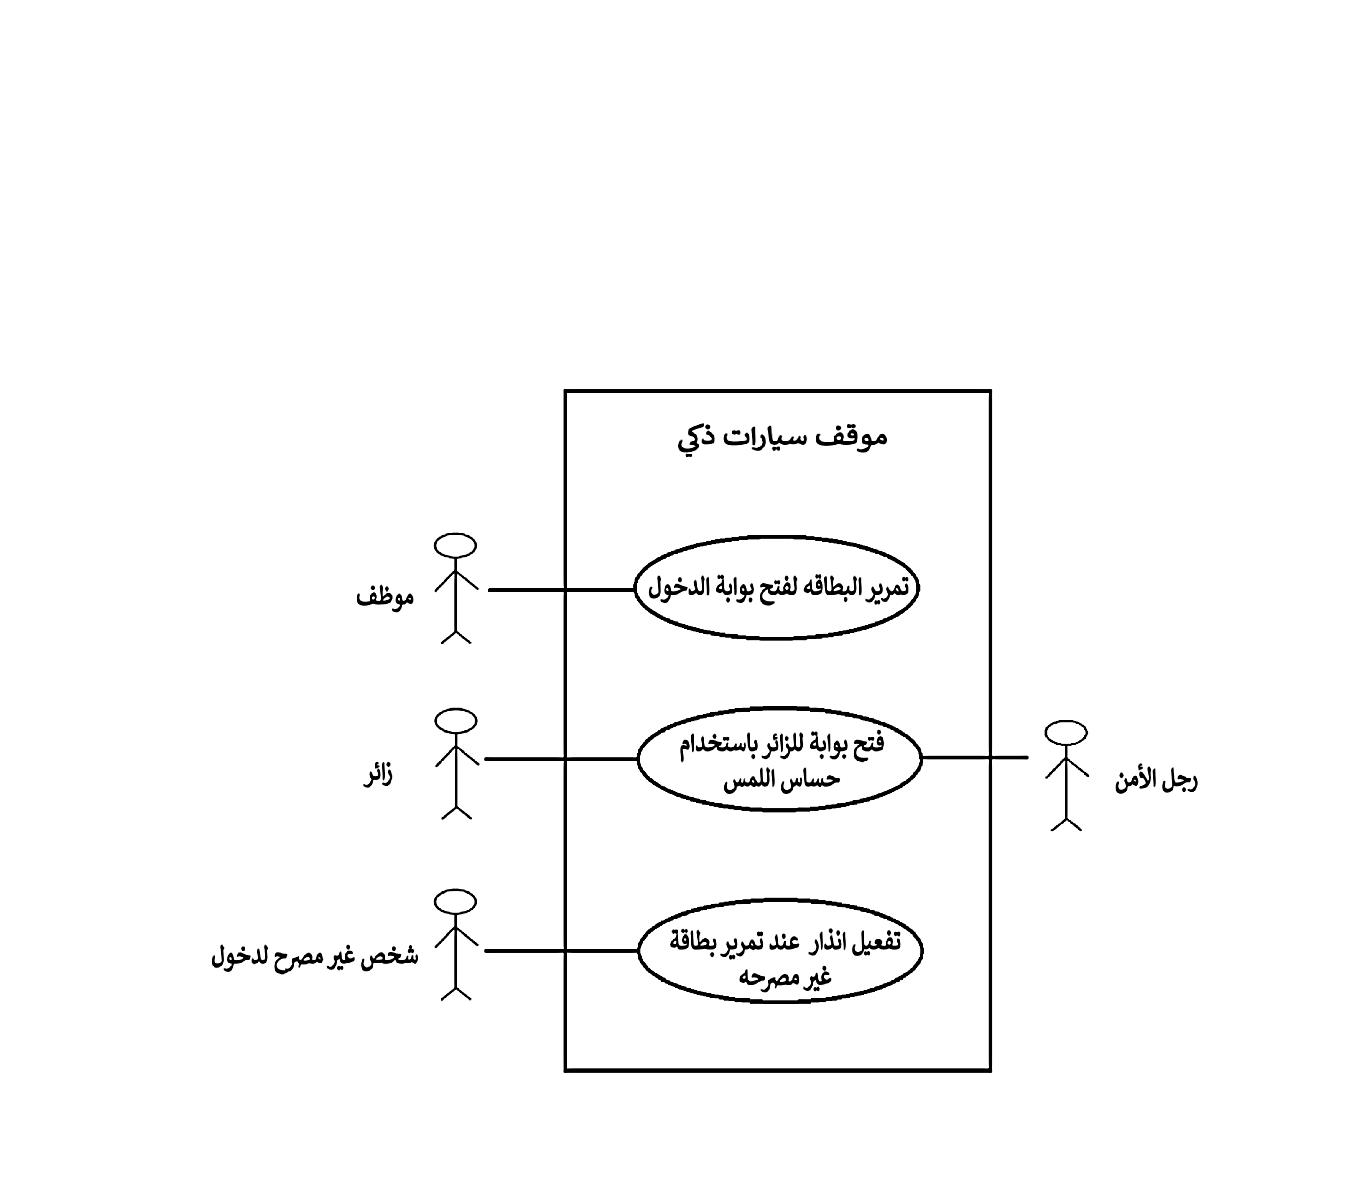 موقف سيارات ذكي
تمرير البطاقه لفتح بوابة الدخول
موظف
فتح بوابة للزائر باستخدام
حساس اللمس
زائر
رجل الأمن
تفعيل انذار عند تمرير بطاقة
غير مصرحه
شخص غير مصرح لدخول